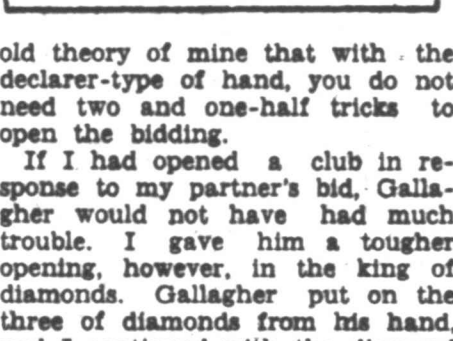 old theory of mine that with the
declarer-type of hand, you do not
need two and one-half tricks to
open the bidding.
If I had opened a club in re-
sponse to my partner's bid, Galla-
gher would not have had much
trouble. I gave him a tougher
opening, however, in the king of
diamonds. Gallagher put on the
three of diamonds from his hand,